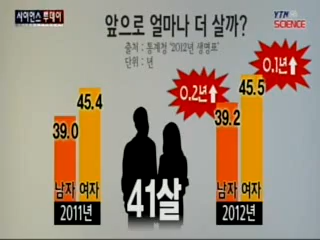 사이언스 투데이
YTN
SCIENCE
앞으로 얼마나 더 살까?
출처 : 통계청 '2012년 생명표'
단위 : 년
0.1년↑
0.2년↑
45.4
45.5
39.0
39.2
남자 여자
41살
남자 여자
2011년
2012년